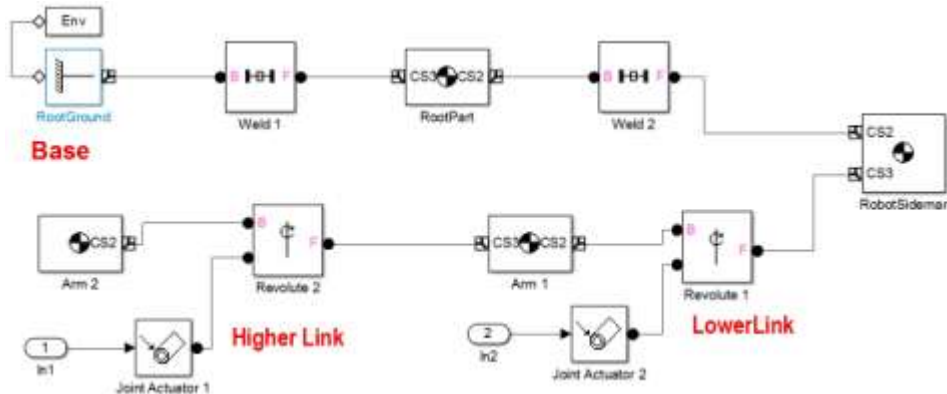 Env
RootGround
Base
B F
Weld 1
CS3 CS2
RootPart
B F
Weld 2
CS2
CS3
CS2
Arm 2
B F
Revolute 2
CS3 CS2
Arm 1
B F
Revolute 1
1
In1
Joint Actuator 1
Higher Link
2
In2
Joint Actuator 2
LowerLink